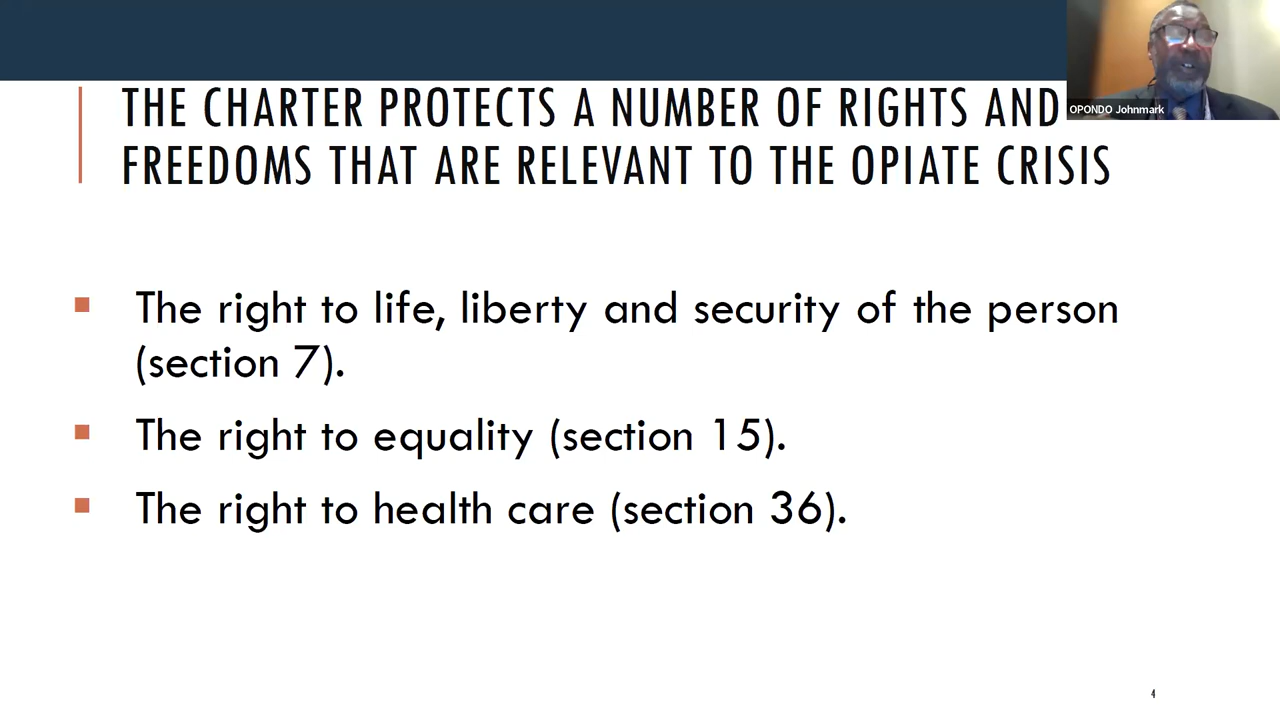 THE CHARTER PROTECTS A NUMBER OF RIGHTS AND
FREEDOMS THAT ARE RELEVANT TO THE OPIATE CRISIS
OPONDO Johnmark
▪ The right to life, liberty and security of the person
(section 7).
▪ The right to equality (section 15).
▪ The right to health care (section 36).
4